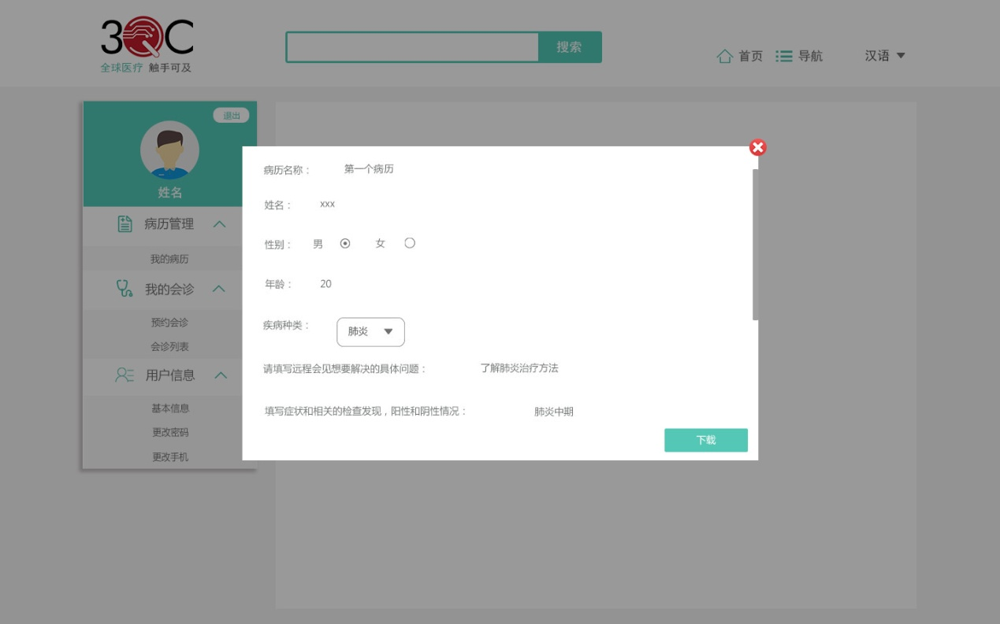 3QC
全球医疗 触手可及
搜索
首页 导航 汉语
退出
姓名
病历管理
我的病历
我的会诊
预约会诊
会诊列表
用户信息
基本信息
更改密码
更改手机
病历名称： 第一个病历
姓名： xxx
性别： 男 女
年龄： 20
疾病种类： 肺炎
请填写远程会见想要解决的具体问题： 了解肺炎治疗方法
填写症状和相关的检查发现，阳性和阴性情况： 肺炎中期
下载